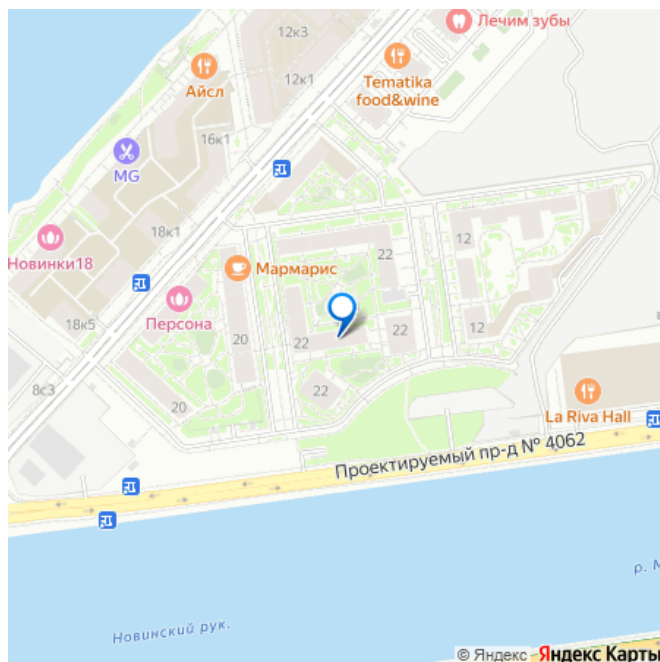 Лечим зубы
12к3
12к1
Айсл
Tematika
food&wine
16к1
MG
18к1
Новинки18
12
22
22
Мармарис
Персона
18к5
20
22
22
12
8с3
22
20
La Riva Hall
Проектируемый пр-д № 4062
р. М
Новинский рук.
© Яндекс Яндекс Карты